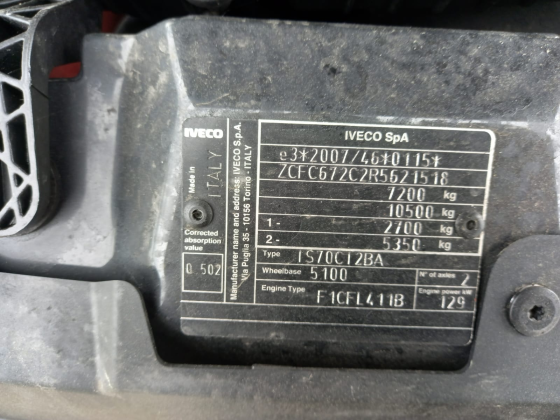 IVECO
Made in
ITALY
Corrected
absorption
value
0.502
Manufacturer name and address: IVECO S.p.A.
Via Puglia 35 - 10156 Torino - ITALY
IVECO SpA
e3*2007/46*0115*
ZCFC672C2R5621518
7200 kg
10500 kg
1- 2700 kg
2- 5350 kg
Type IS70CI2BA
Wheelbase 5100
N° of axles 2
Engine Type F1CFL411B
Engine power kW 129